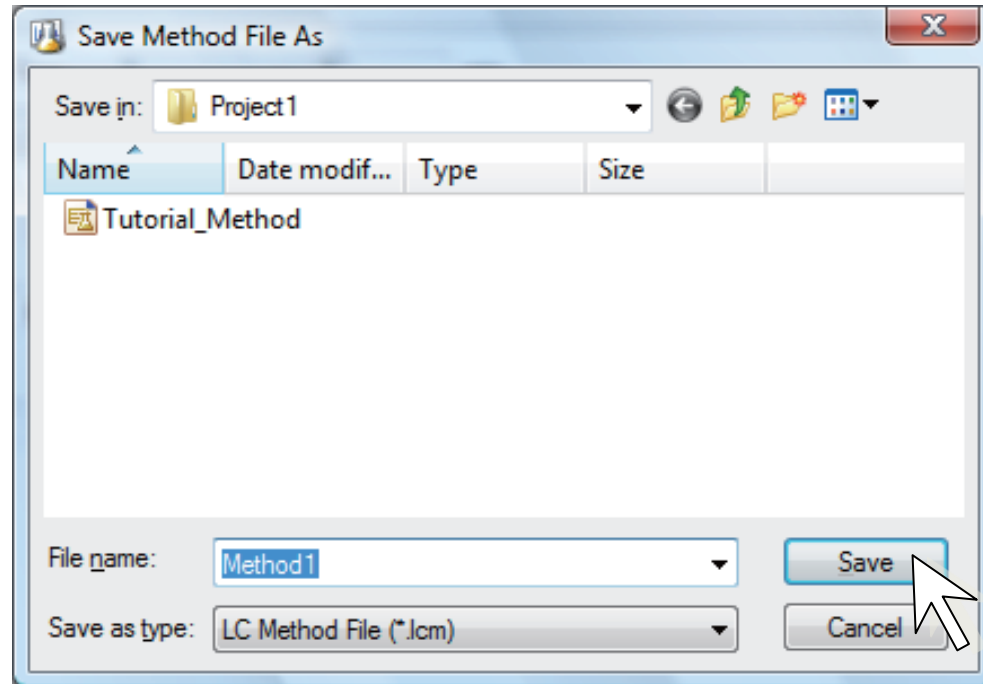 Save Method File As
Save in: Project1
Name Date modif... Type Size
Tutorial_Method
File name: Method1 Save
Save as type: LC Method File (*.lcm) Cancel